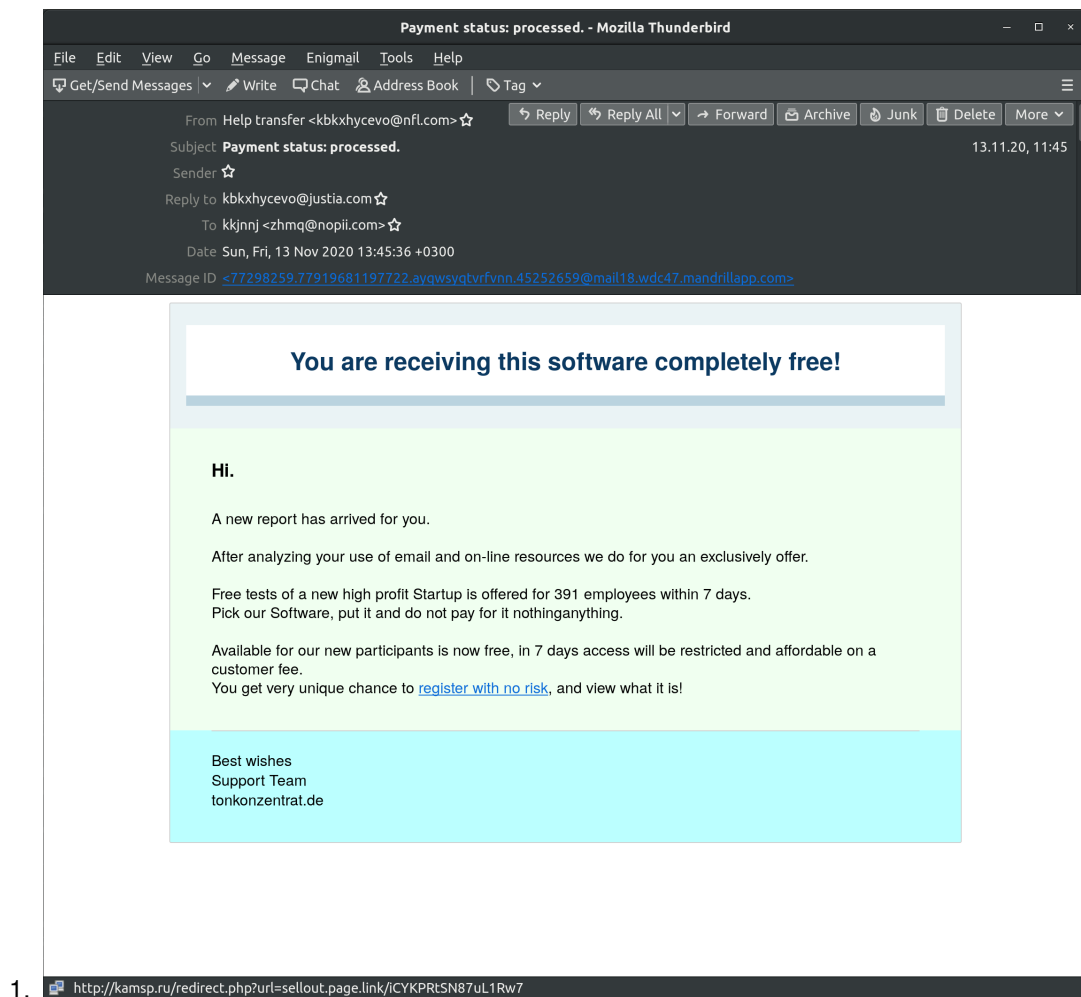 Payment status: processed. - Mozilla Thunderbird
File Edit View Go Message Enigmail Tools Help
Get/Send Messages Write Chat Address Book Tag
From Help transfer <kbkxhycevo@nfl.com> Reply Reply All Forward Archive Junk Delete More
Subject Payment status: processed. 13.11.20, 11:45
Sender
Reply to kbkxhycevo@justia.com
To kkjnnj <zhmq@nopii.com>
Date Sun, Fri, 13 Nov 2020 13:45:36 +0300
Message ID <77298259.77919681197722.ayqwsyqtvrfvnn.45252659@mail18.wdc47.mandrillapp.com>
You are receiving this software completely free!
Hi.
A new report has arrived for you.
After analyzing your use of email and on-line resources we do for you an exclusively offer.
Free tests of a new high profit Startup is offered for 391 employees within 7 days.
Pick our Software, put it and do not pay for it nothinganything.
Available for our new participants is now free, in 7 days access will be restricted and affordable on a
customer fee.
You get very unique chance to register with no risk, and view what it is!
Best wishes
Support Team
tonkonzentrat.de
1. http://kamsp.ru/redirect.php?url=sellout.page.link/iCYKPRtSN87uL1Rw7